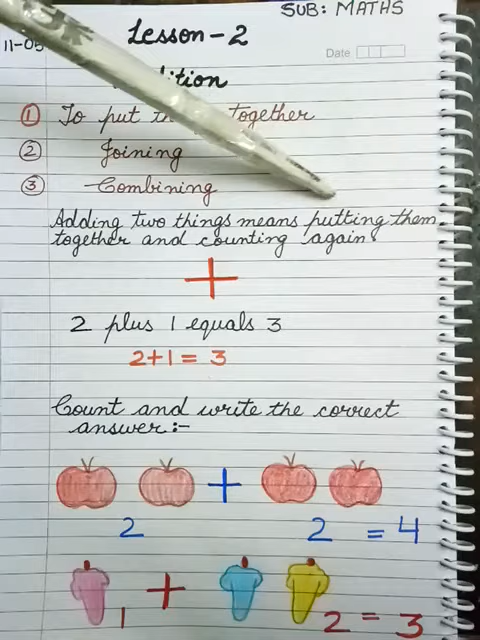 SUB: MATHS
11-05
Lesson-2
Date
① To put together
② Joining
③ Combining
Adding two things means putting them
together and counting again.
+
2 plus 1 equals 3
2+1 = 3
Count and write the correct
answer:-
+
2 2 = 4
+
1 2 = 3